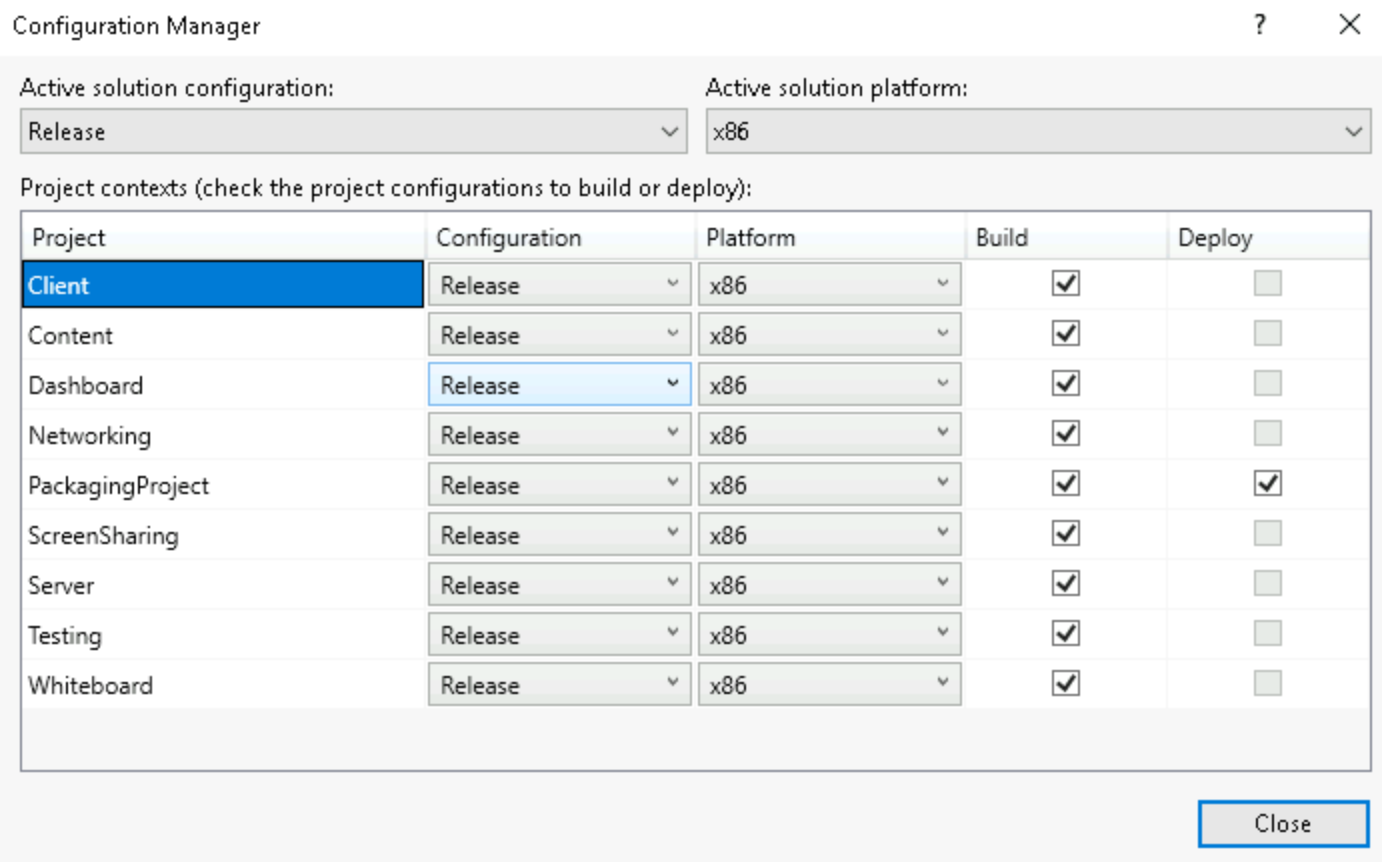 Configuration Manager ?
Active solution configuration: Active solution platform:
Release x86
Project contexts (check the project configurations to build or deploy):
Project Configuration Platform Build Deploy
Client Release x86
Content Release x86
Dashboard Release x86
Networking Release x86
PackagingProject Release x86
ScreenSharing Release x86
Server Release x86
Testing Release x86
Whiteboard Release x86
Close